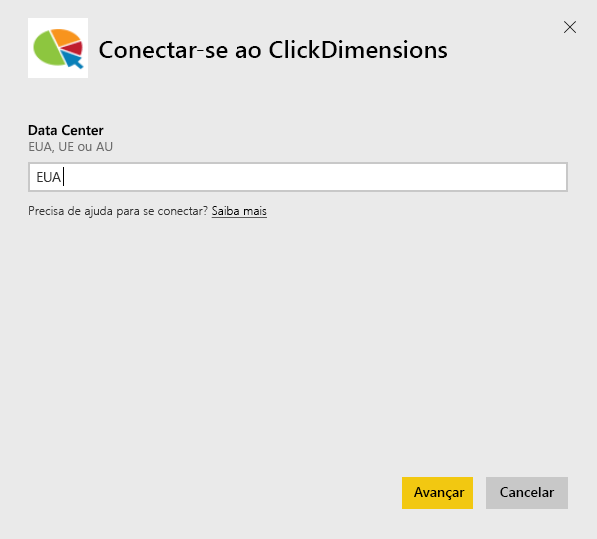 Conectar-se ao ClickDimensions
Data Center
EUA, UE ou AU
EUA
Precisa de ajuda para se conectar? Saiba mais
Avançar
Cancelar